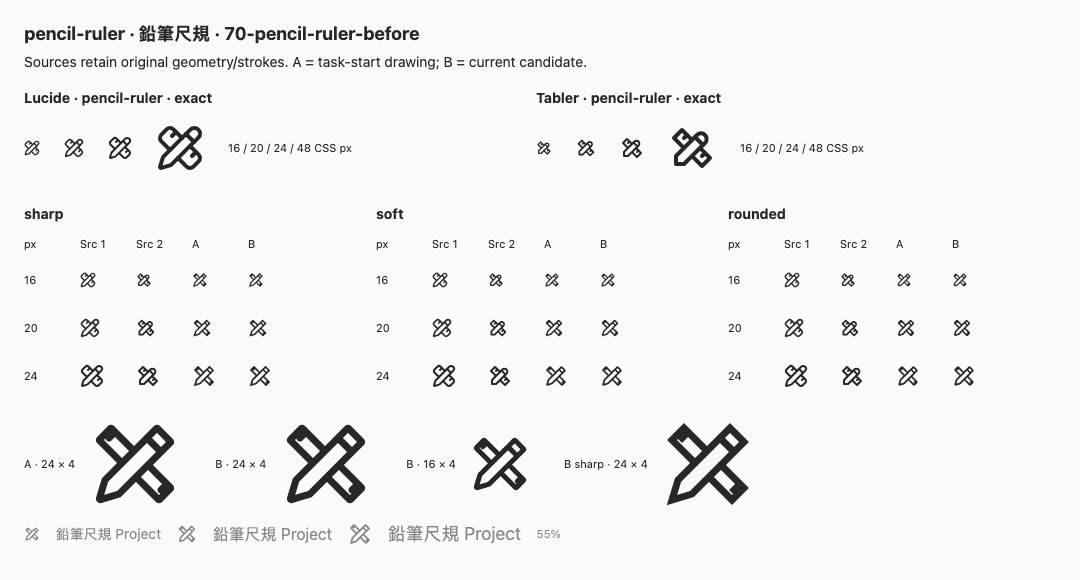 pencil-ruler · 鉛筆尺規 · 70-pencil-ruler-before
Sources retain original geometry/strokes. A = task-start drawing; B = current candidate.
Lucide · pencil-ruler · exact
Tabler · pencil-ruler · exact
16 / 20 / 24 / 48 CSS px
16 / 20 / 24 / 48 CSS px
sharp
soft
rounded
px Src 1 Src 2 A B
px Src 1 Src 2 A B
px Src 1 Src 2 A B
16
16
16
20
20
20
24
24
24
A · 24 × 4
B · 24 × 4
B · 16 × 4
B sharp · 24 × 4
鉛筆尺規 Project
鉛筆尺規 Project
鉛筆尺規 Project
55%